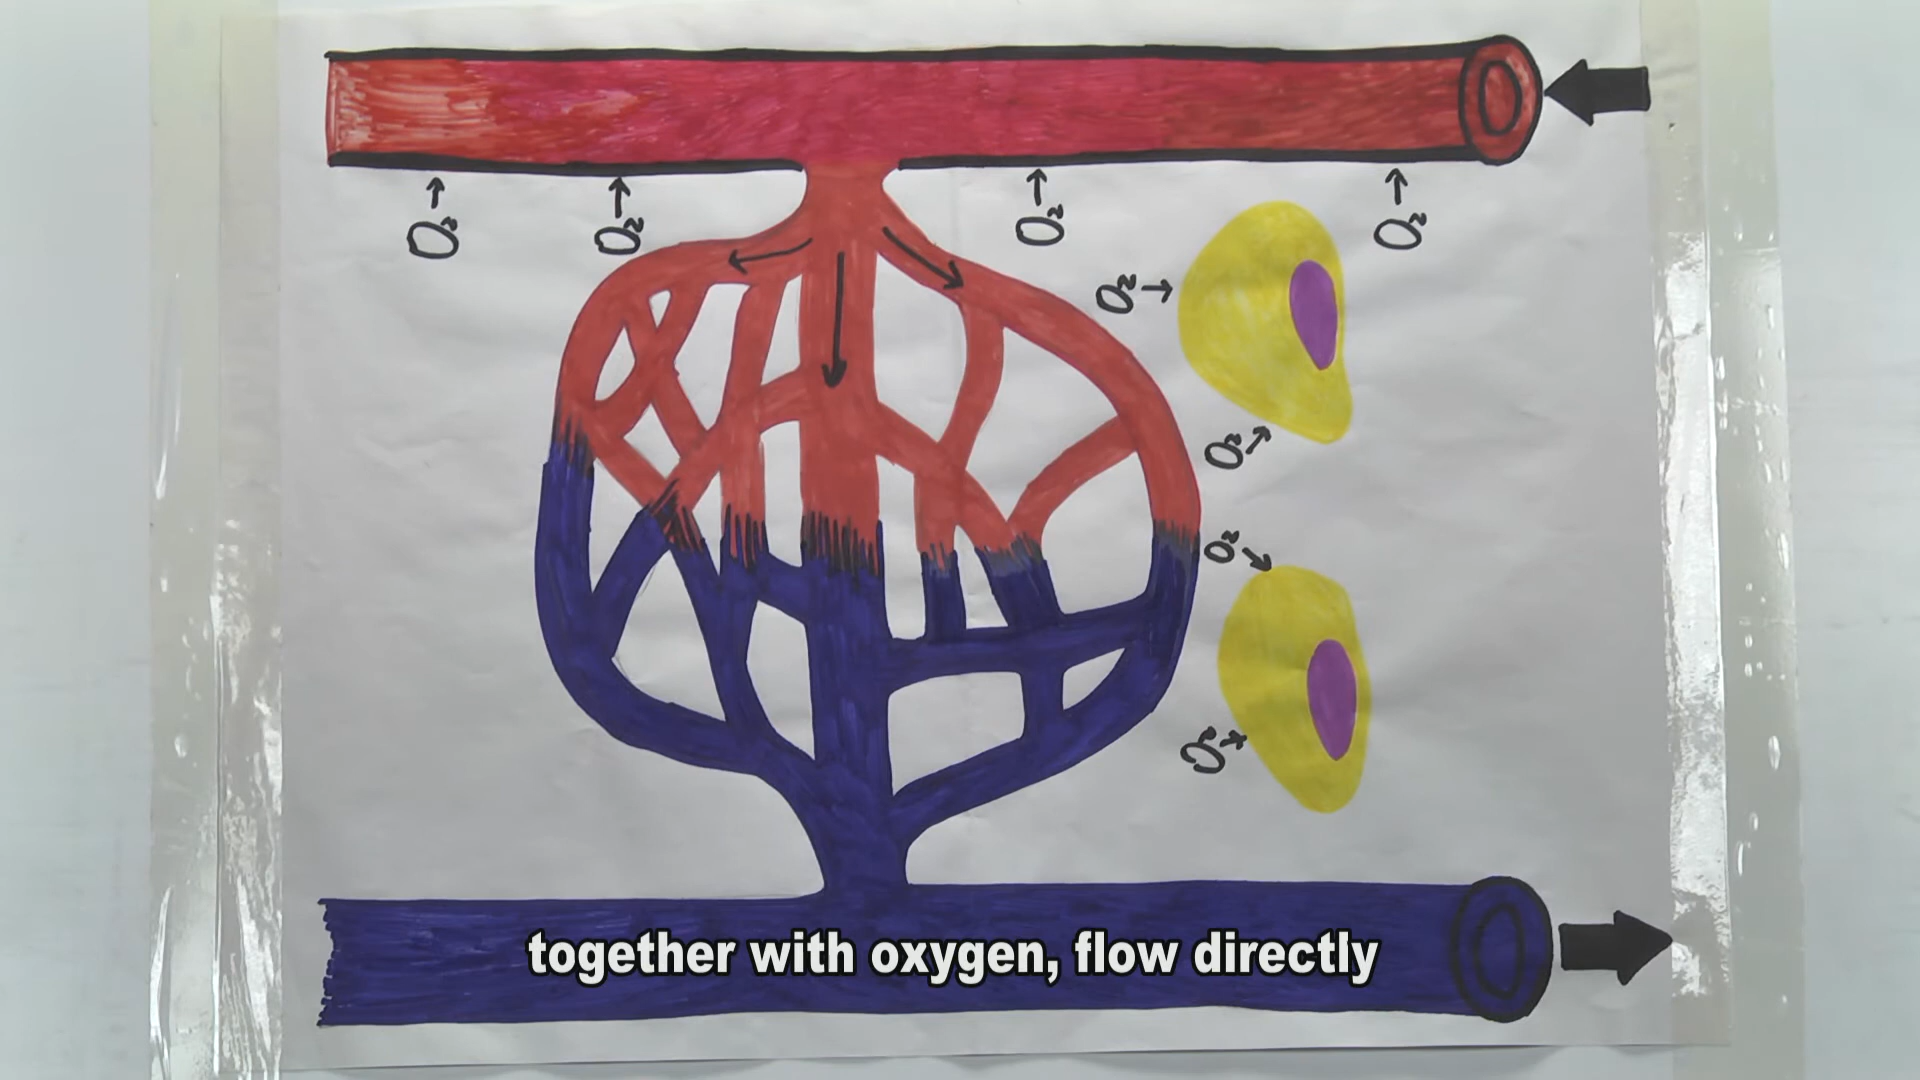 O₂
O₂
O₂
O₂
O₂
O₂
O₂
O₂
together with oxygen, flow directly